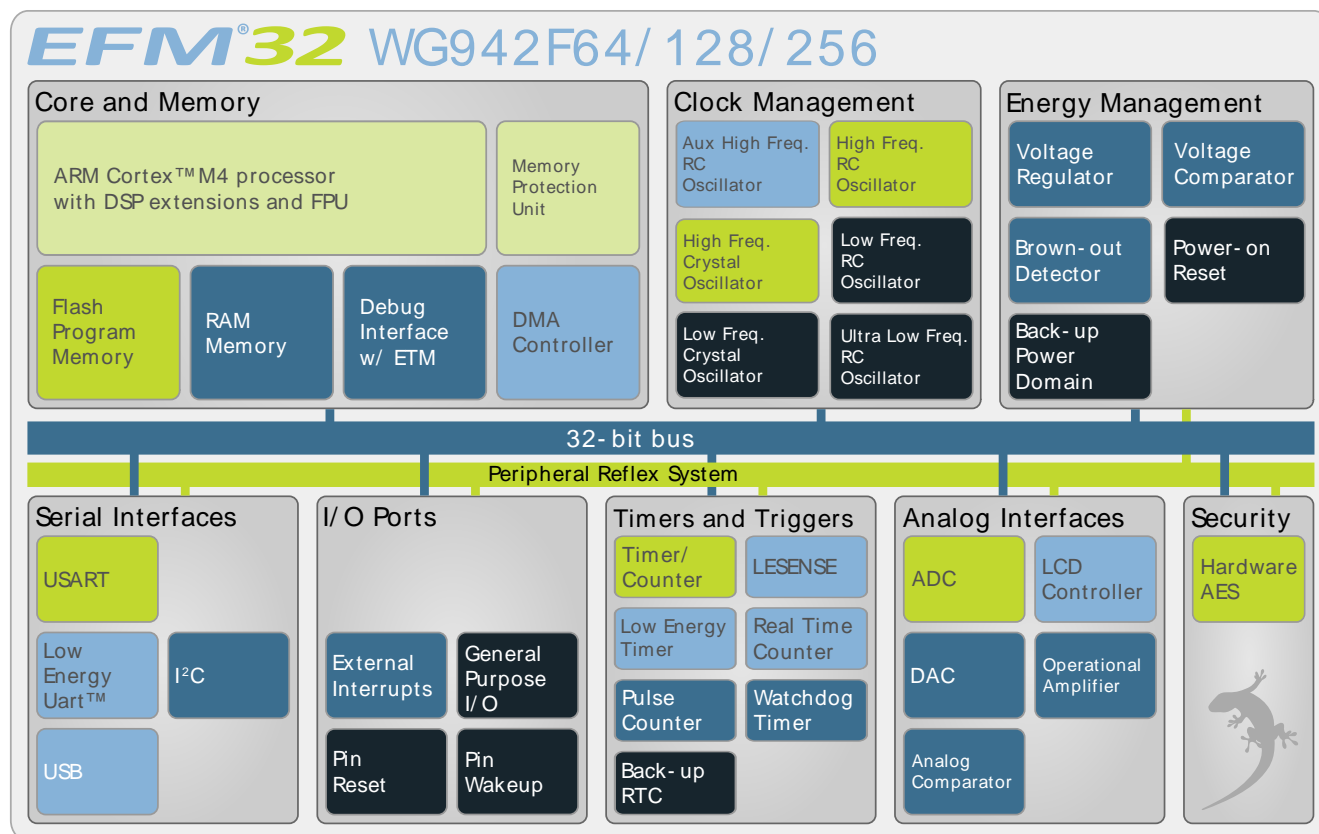 EFM®32 WG942F64/128/256
Core and Memory
ARM Cortex™ M4 processor
with DSP extensions and FPU
Memory
Protection
Unit
Flash
Program
Memory
RAM
Memory
Debug
Interface
w/ ETM
DMA
Controller
Clock Management
Aux High Freq.
RC
Oscillator
High Freq.
RC
Oscillator
High Freq.
Crystal
Oscillator
Low Freq.
RC
Oscillator
Low Freq.
Crystal
Oscillator
Ultra Low Freq.
RC
Oscillator
Energy Management
Voltage
Regulator
Voltage
Comparator
Brown-out
Detector
Power-on
Reset
Back-up
Power
Domain
32-bit bus
Peripheral Reflex System
Serial Interfaces
USART
Low
Energy
Uart™
I²C
USB
I/O Ports
External
Interrupts
General
Purpose
I/O
Pin
Reset
Pin
Wakeup
Timers and Triggers
Timer/
Counter
LESENSE
Low Energy
Timer
Real Time
Counter
Pulse
Counter
Watchdog
Timer
Back-up
RTC
Analog Interfaces
ADC
LCD
Controller
DAC
Operational
Amplifier
Analog
Comparator
Security
Hardware
AES